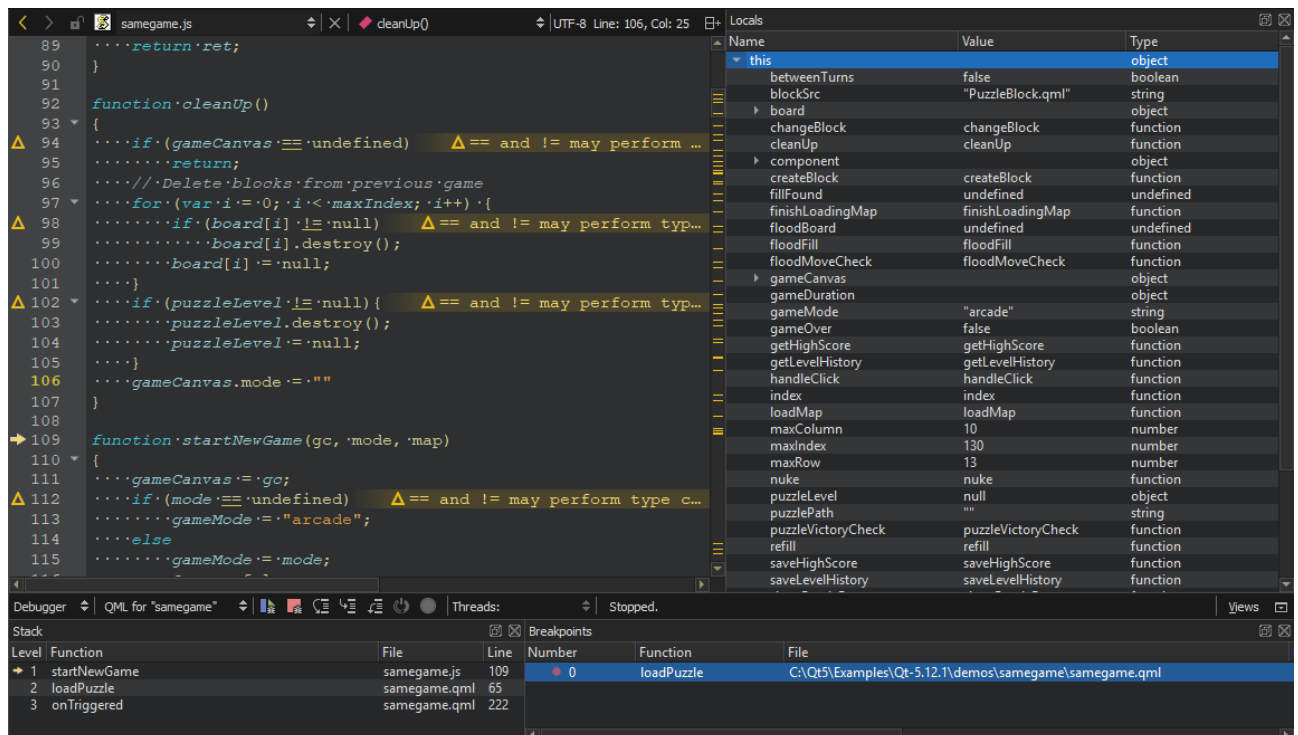 samegame.js cleanUp() UTF-8 Line: 106, Col: 25
89 return ret;
90 }
91
92 function cleanUp()
93 {
94 if (gameCanvas == undefined) == and != may perform ...
95 return;
96 // Delete blocks from previous game
97 for (var i = 0; i < maxIndex; i++) {
98 if (board[i] != null) == and != may perform typ...
99 board[i].destroy();
100 board[i] = null;
101 }
102 if (puzzleLevel != null){ == and != may perform typ...
103 puzzleLevel.destroy();
104 puzzleLevel = null;
105 }
106 gameCanvas.mode = ""
107 }
108
109 function startNewGame(gc, mode, map)
110 {
111 gameCanvas = gc;
112 if (mode == undefined) == and != may perform type c...
113 gameMode = "arcade";
114 else
115 gameMode = mode;
Locals
Name Value Type
this object
betweenTurns false boolean
blockSrc "PuzzleBlock.qml" string
board object
changeBlock changeBlock function
cleanUp cleanUp function
component object
createBlock createBlock function
fillFound undefined undefined
finishLoadingMap finishLoadingMap function
floodBoard undefined undefined
floodFill floodFill function
floodMoveCheck floodMoveCheck function
gameCanvas object
gameDuration object
gameMode "arcade" string
gameOver false boolean
getHighScore getHighScore function
getLevelHistory getLevelHistory function
handleClick handleClick function
index index function
loadMap loadMap function
maxColumn 10 number
maxIndex 130 number
maxRow 13 number
nuke nuke function
puzzleLevel null object
puzzlePath "" string
puzzleVictoryCheck puzzleVictoryCheck function
refill refill function
saveHighScore saveHighScore function
saveLevelHistory saveLevelHistory function
Debugger QML for "samegame" Threads: Stopped. Views
Stack
Level Function File Line
1 startNewGame samegame.js 109
2 loadPuzzle samegame.qml 65
3 onTriggered samegame.qml 222
Breakpoints
Number Function File
0 loadPuzzle C:\Qt5\Examples\Qt-5.12.1\demos\samegame\samegame.qml